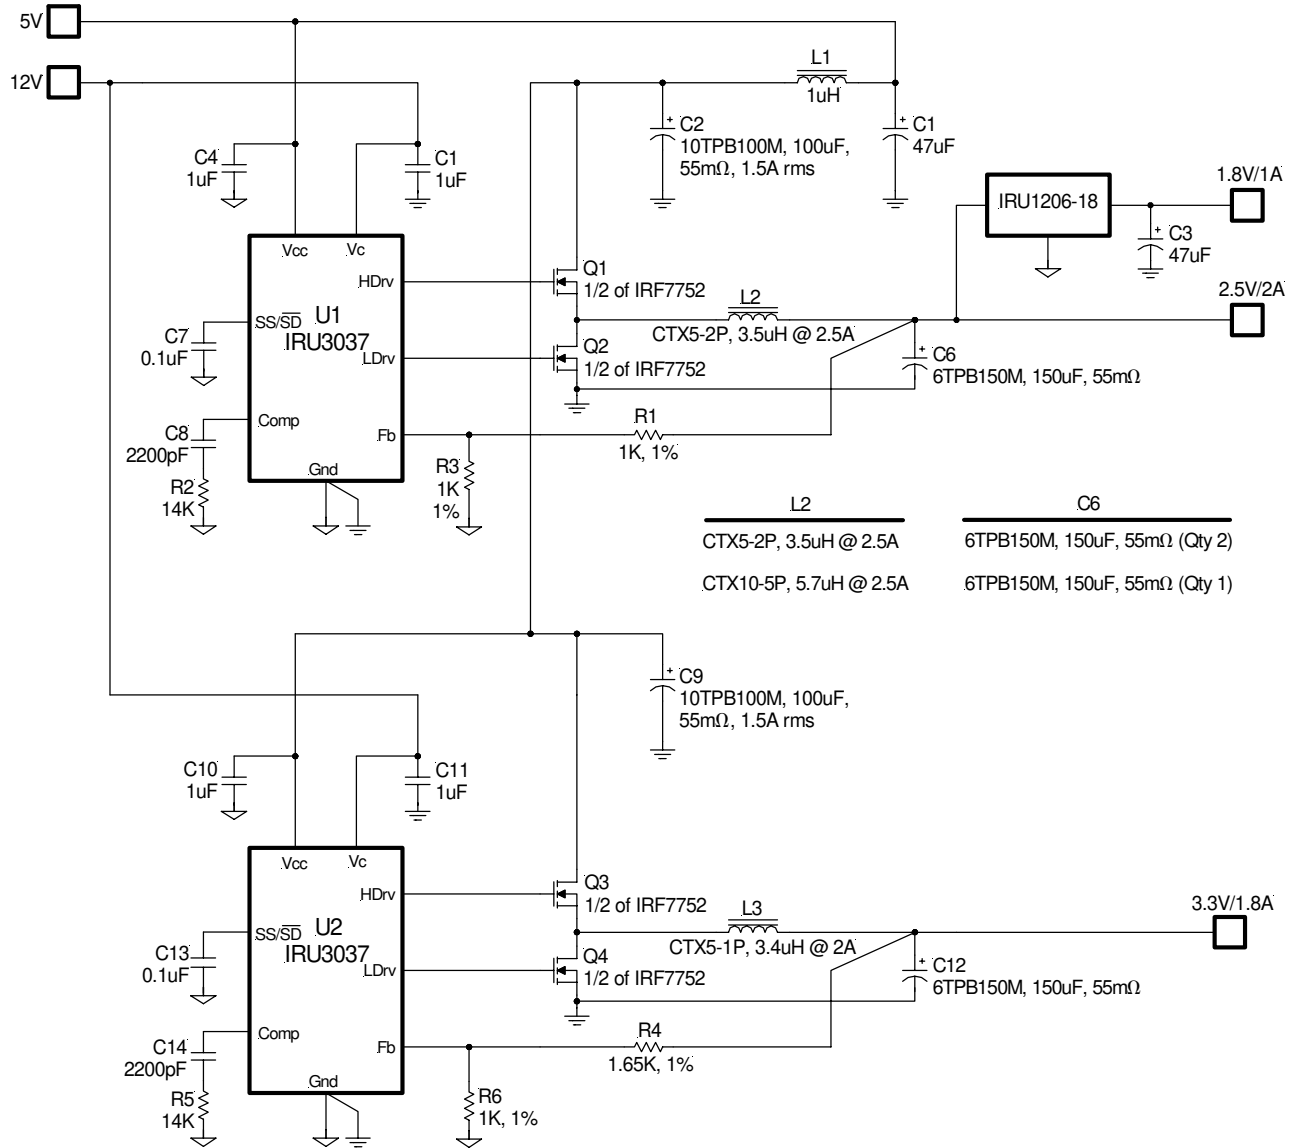 5V
12V
L1
1uH
C2
10TPB100M, 100uF,
55mΩ, 1.5A rms
C1
47uF
C4
1uF
C1
1uF
1.8V/1A
IRU1206-18
C3
47uF
Vcc
Vc
HDrv
Q1
1/2 of IRF7752
2.5V/2A
L2
CTX5-2P, 3.5uH @ 2.5A
SS/SD
U1
IRU3037
C7
0.1uF
LDrv
Q2
1/2 of IRF7752
C6
6TPB150M, 150uF, 55mΩ
Comp
C8
2200pF
Fb
R1
1K, 1%
R2
14K
Gnd
R3
1K
1%
L2
C6
CTX5-2P, 3.5uH @ 2.5A
6TPB150M, 150uF, 55mΩ (Qty 2)
CTX10-5P, 5.7uH @ 2.5A
6TPB150M, 150uF, 55mΩ (Qty 1)
C9
10TPB100M, 100uF,
55mΩ, 1.5A rms
C10
1uF
C11
1uF
Vcc
Vc
HDrv
Q3
1/2 of IRF7752
3.3V/1.8A
L3
CTX5-1P, 3.4uH @ 2A
SS/SD
U2
IRU3037
C13
0.1uF
LDrv
Q4
1/2 of IRF7752
C12
6TPB150M, 150uF, 55mΩ
Comp
C14
2200pF
Fb
R4
1.65K, 1%
R5
14K
Gnd
R6
1K, 1%